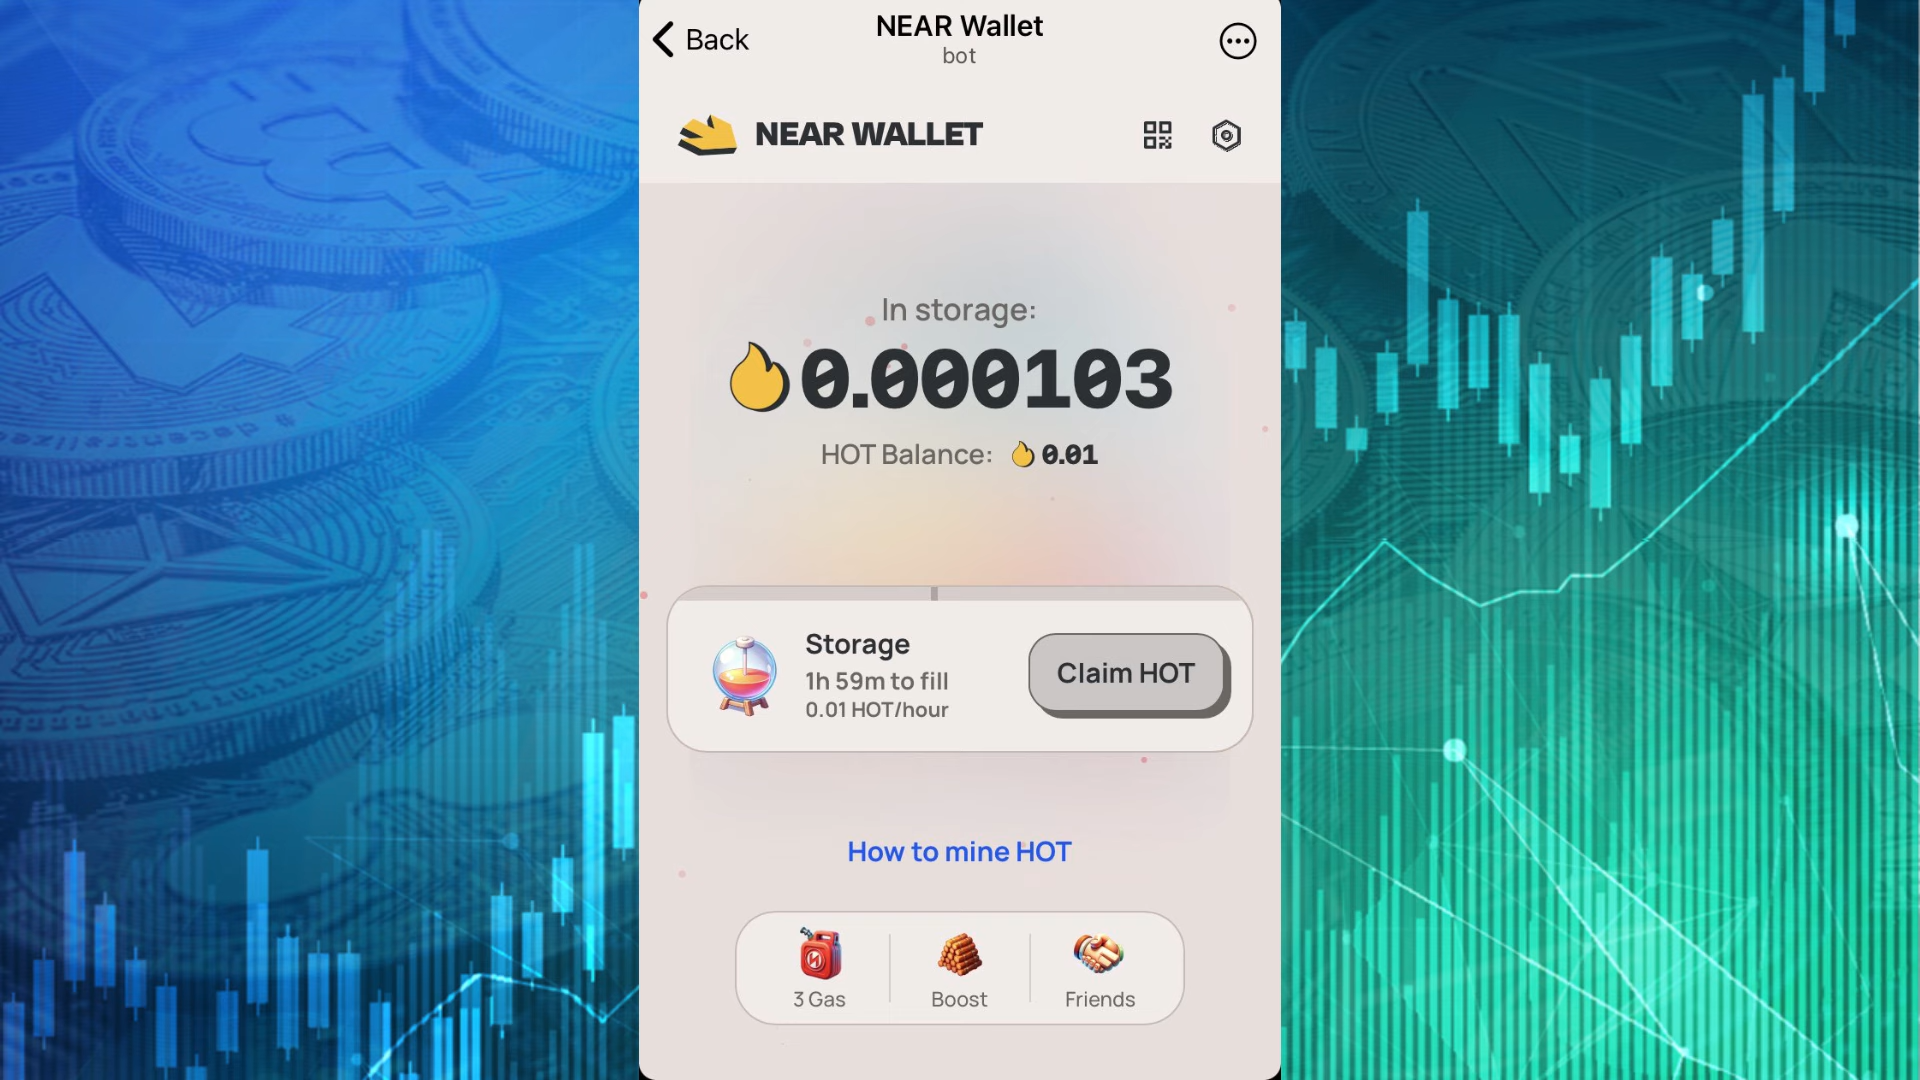 Back
NEAR Wallet
bot
NEAR WALLET
In storage:
0.000103
HOT Balance: 0.01
Storage
1h 59m to fill
0.01 HOT/hour
Claim HOT
How to mine HOT
3 Gas
Boost
Friends